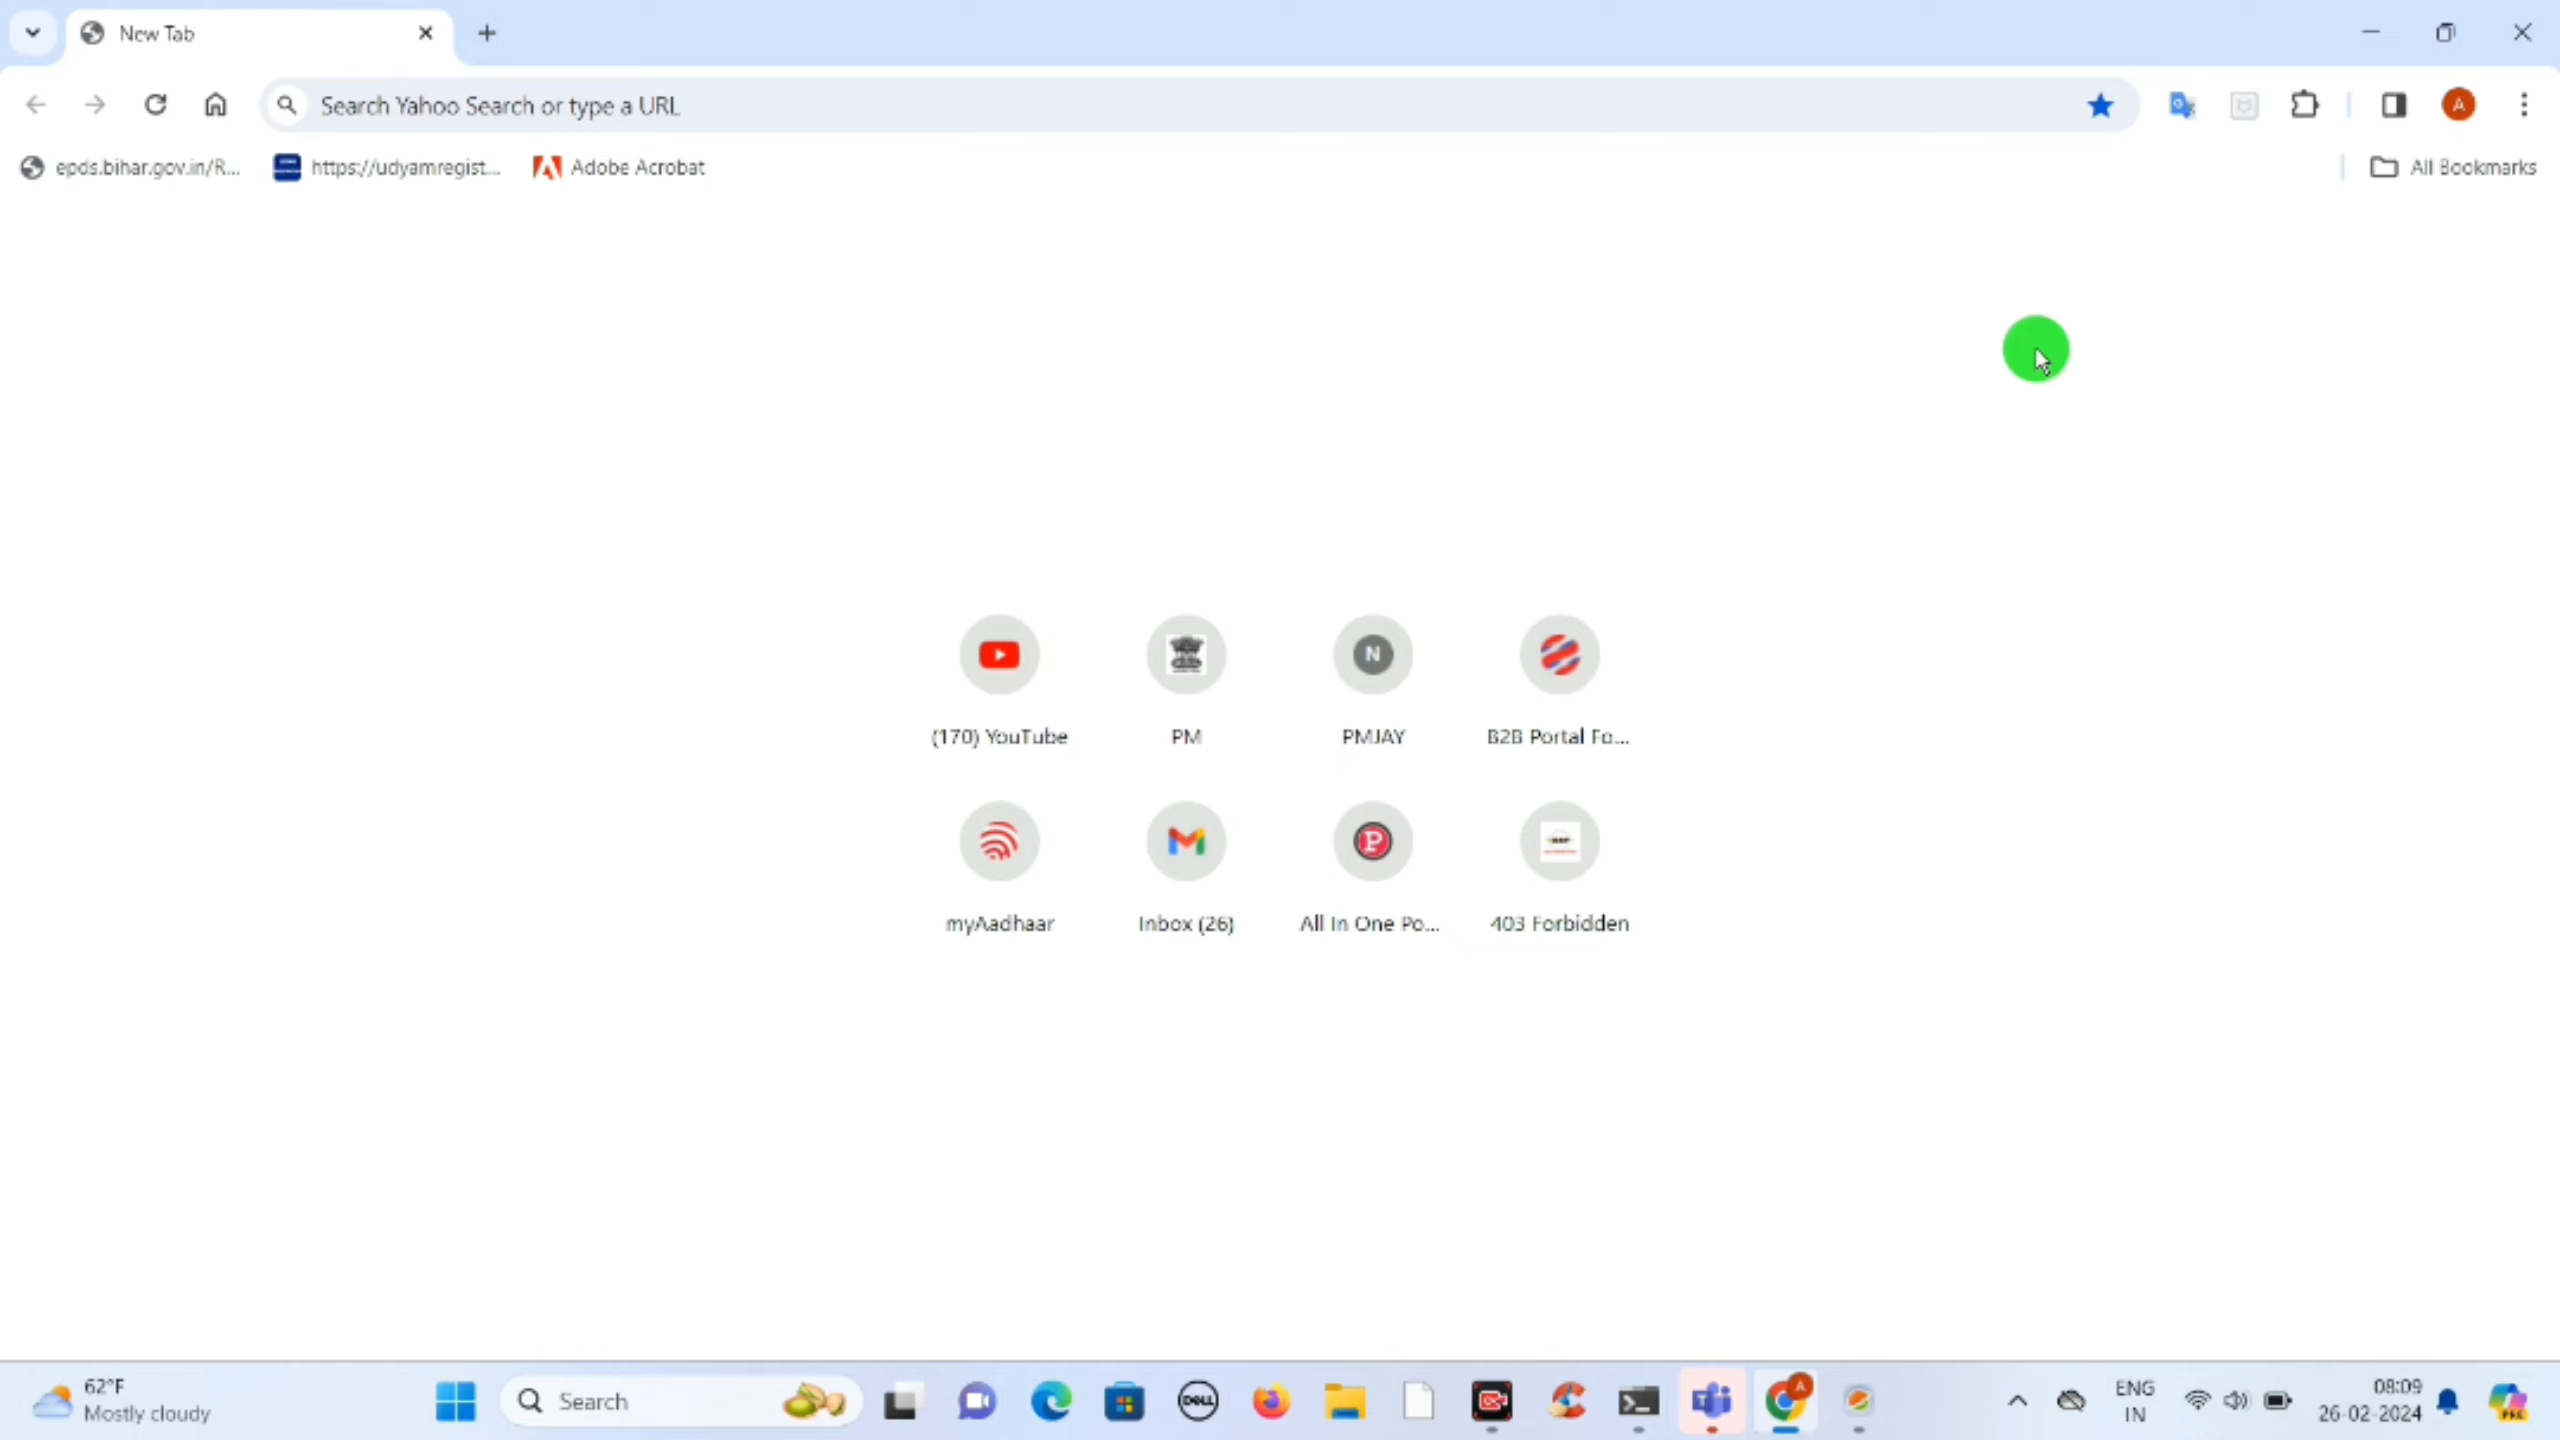 New Tab
Search Yahoo Search or type a URL
A
epds.bihar.gov.in/R... https://udyamregist... Adobe Acrobat All Bookmarks
N
(170) YouTube PM PMJAY B2B Portal Fo...
P
myAadhaar Inbox (26) All In One Po... 403 Forbidden
62°F
Mostly cloudy
Search
DELL
A
ENG
IN
08:09
26-02-2024
PRE